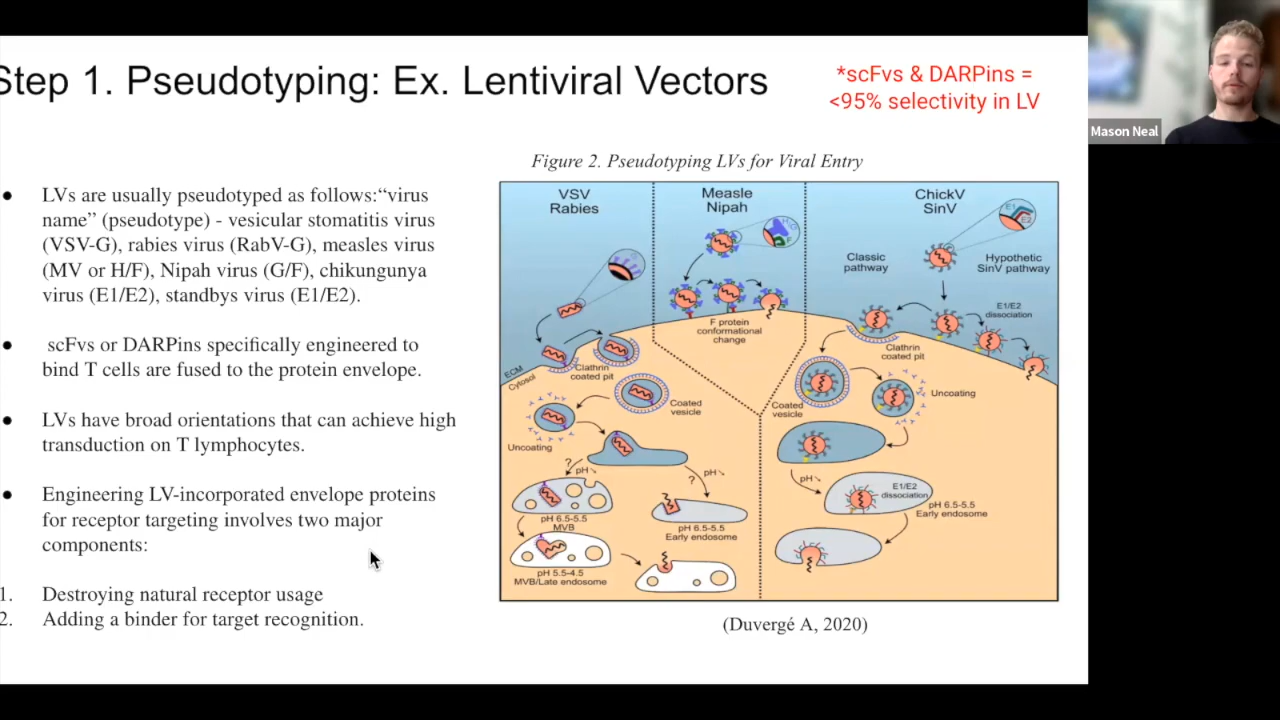 Step 1. Pseudotyping: Ex. Lentiviral Vectors
*scFvs & DARPins =
<95% selectivity in LV
Mason Neal
● LVs are usually pseudotyped as follows:“virus
name” (pseudotype) - vesicular stomatitis virus
(VSV-G), rabies virus (RabV-G), measles virus
(MV or H/F), Nipah virus (G/F), chikungunya
virus (E1/E2), standbys virus (E1/E2).
● scFvs or DARPins specifically engineered to
bind T cells are fused to the protein envelope.
● LVs have broad orientations that can achieve high
transduction on T lymphocytes.
● Engineering LV-incorporated envelope proteins
for receptor targeting involves two major
components:
1. Destroying natural receptor usage
2. Adding a binder for target recognition.
Figure 2. Pseudotyping LVs for Viral Entry
VSV
Rabies
Measle
Nipah
ChickV
SinV
Classic
pathway
Hypothetic
SinV pathway
E1
E2
F
E1/E2
dissociation
F protein
conformational
change
ECM
Cytosol
Clathrin
coated pit
Clathrin
coated pit
Coated
vesicle
Coated
vesicle
Uncoating
Uncoating
?
pH
?
pH
pH
pH 6.5-5.5
MVB
pH 6.5-5.5
Early endosome
E1/E2
dissociation
pH 6.5-5.5
Early endosome
pH 5.5-4.5
MVB/Late endosome
(Duvergé A, 2020)